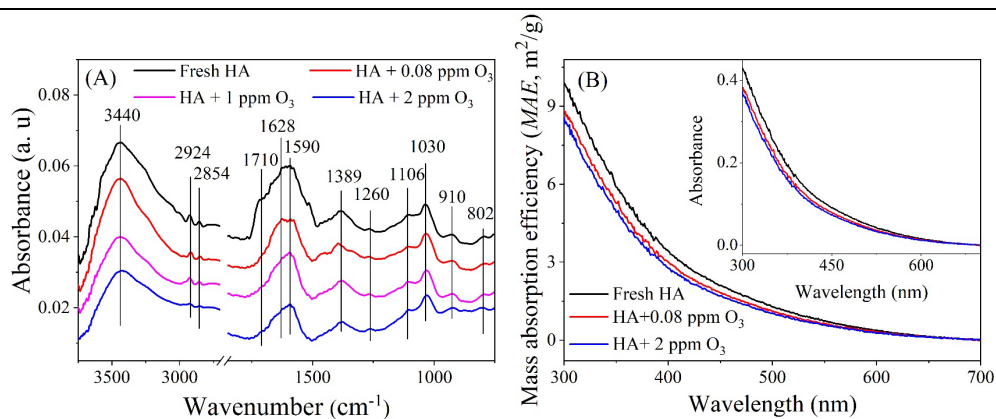 (A)
Fresh HA
HA + 0.08 ppm O3
HA + 1 ppm O3
HA + 2 ppm O3
3440
2924
2854
1710
1628
1590
1389
1260
1106
1030
910
802
0.08
0.06
0.04
0.02
Absorbance (a. u)
3500
3000
1500
1000
Wavenumber (cm-1)
(B)
Mass absorption efficiency (MAE, m2/g)
9
6
3
0
Fresh HA
HA+0.08 ppm O3
HA+ 2 ppm O3
300
400
500
600
700
Wavelength (nm)
0.4
0.2
0.0
Absorbance
300
450
600
Wavelength (nm)